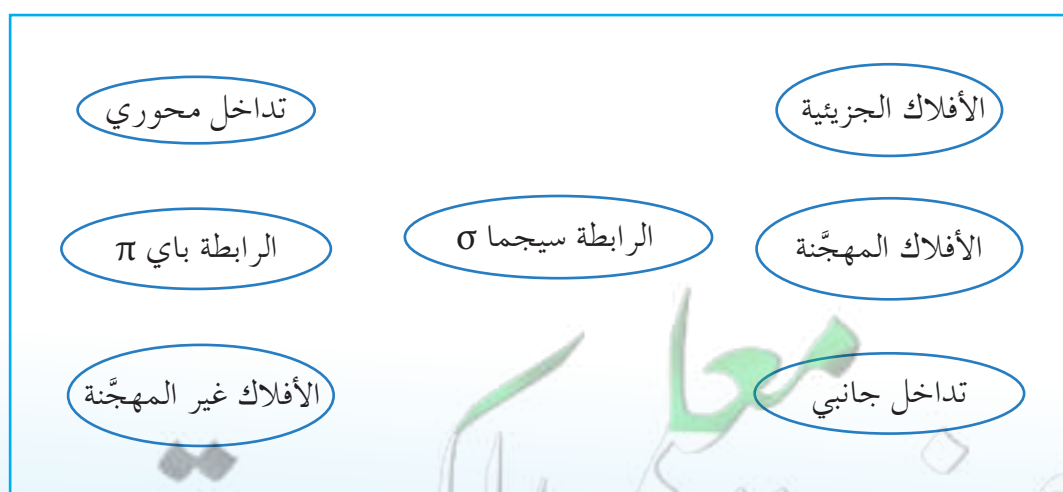 الأفلاك الجزيئية
تداخل محوري
الأفلاك المهجَّنة
الرابطة سيجما σ
الرابطة باي π
تداخل جانبي
الأفلاك غير المهجَّنة